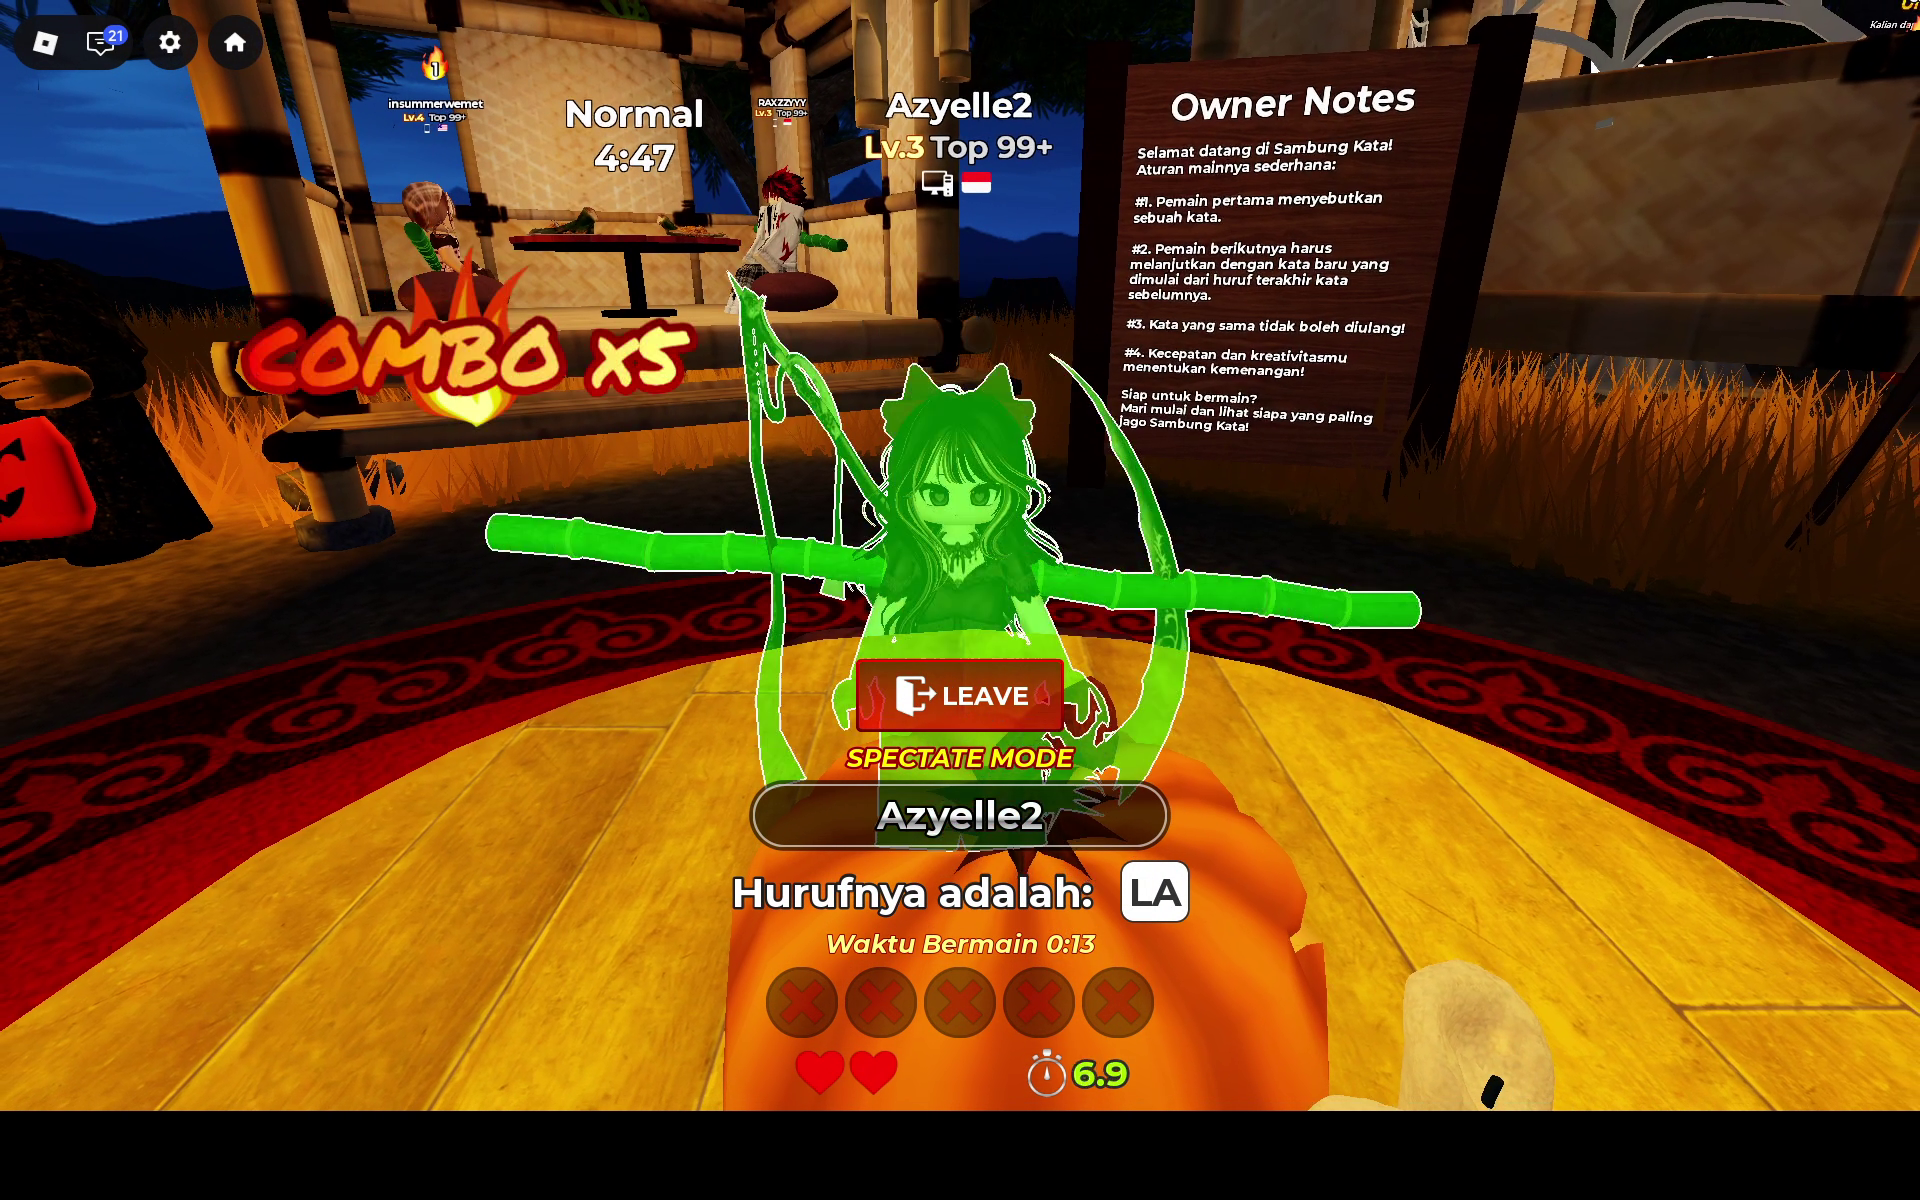 21
1
insummerwemet
Lv.4 Top 99+
Normal
4:47
RAXZZYYY
Lv.3 Top 99+
Azyelle2
Lv.3 Top 99+
Owner Notes
Selamat datang di Sambung Kata!
Aturan mainnya sederhana:
#1. Pemain pertama menyebutkan
sebuah kata.
#2. Pemain berikutnya harus
melanjutkan dengan kata baru yang
dimulai dari huruf terakhir kata
sebelumnya.
#3. Kata yang sama tidak boleh diulang!
#4. Kecepatan dan kreativitasmu
menentukan kemenangan!
Siap untuk bermain?
Mari mulai dan lihat siapa yang paling
jago Sambung Kata!
Kalian
COMBO x5
LEAVE
SPECTATE MODE
Azyelle2
Hurufnya adalah: LA
Waktu Bermain 0:13
6.9